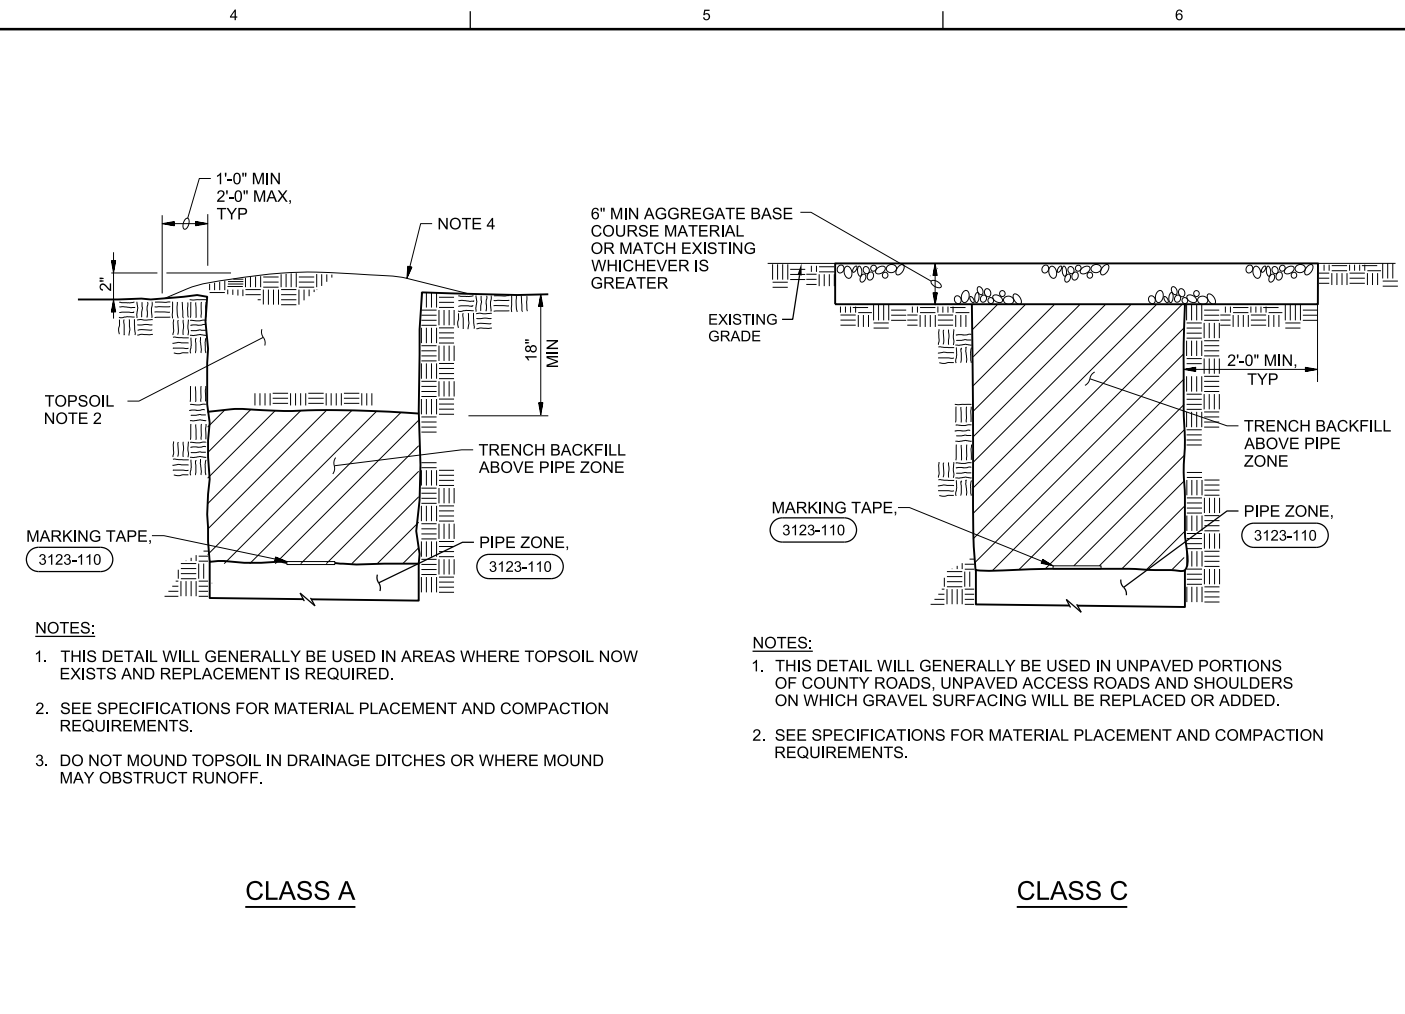 4
5
6
1'-0" MIN
2'-0" MAX,
TYP
NOTE 4
2"
18"
MIN
TOPSOIL
NOTE 2
TRENCH BACKFILL
ABOVE PIPE ZONE
MARKING TAPE,
3123-110
PIPE ZONE,
3123-110
NOTES:
1. THIS DETAIL WILL GENERALLY BE USED IN AREAS WHERE TOPSOIL NOW
EXISTS AND REPLACEMENT IS REQUIRED.
2. SEE SPECIFICATIONS FOR MATERIAL PLACEMENT AND COMPACTION
REQUIREMENTS.
3. DO NOT MOUND TOPSOIL IN DRAINAGE DITCHES OR WHERE MOUND
MAY OBSTRUCT RUNOFF.
CLASS A
6" MIN AGGREGATE BASE
COURSE MATERIAL
OR MATCH EXISTING
WHICHEVER IS
GREATER
EXISTING
GRADE
2'-0" MIN,
TYP
TRENCH BACKFILL
ABOVE PIPE
ZONE
MARKING TAPE,
3123-110
PIPE ZONE,
3123-110
NOTES:
1. THIS DETAIL WILL GENERALLY BE USED IN UNPAVED PORTIONS
OF COUNTY ROADS, UNPAVED ACCESS ROADS AND SHOULDERS
ON WHICH GRAVEL SURFACING WILL BE REPLACED OR ADDED.
2. SEE SPECIFICATIONS FOR MATERIAL PLACEMENT AND COMPACTION
REQUIREMENTS.
CLASS C